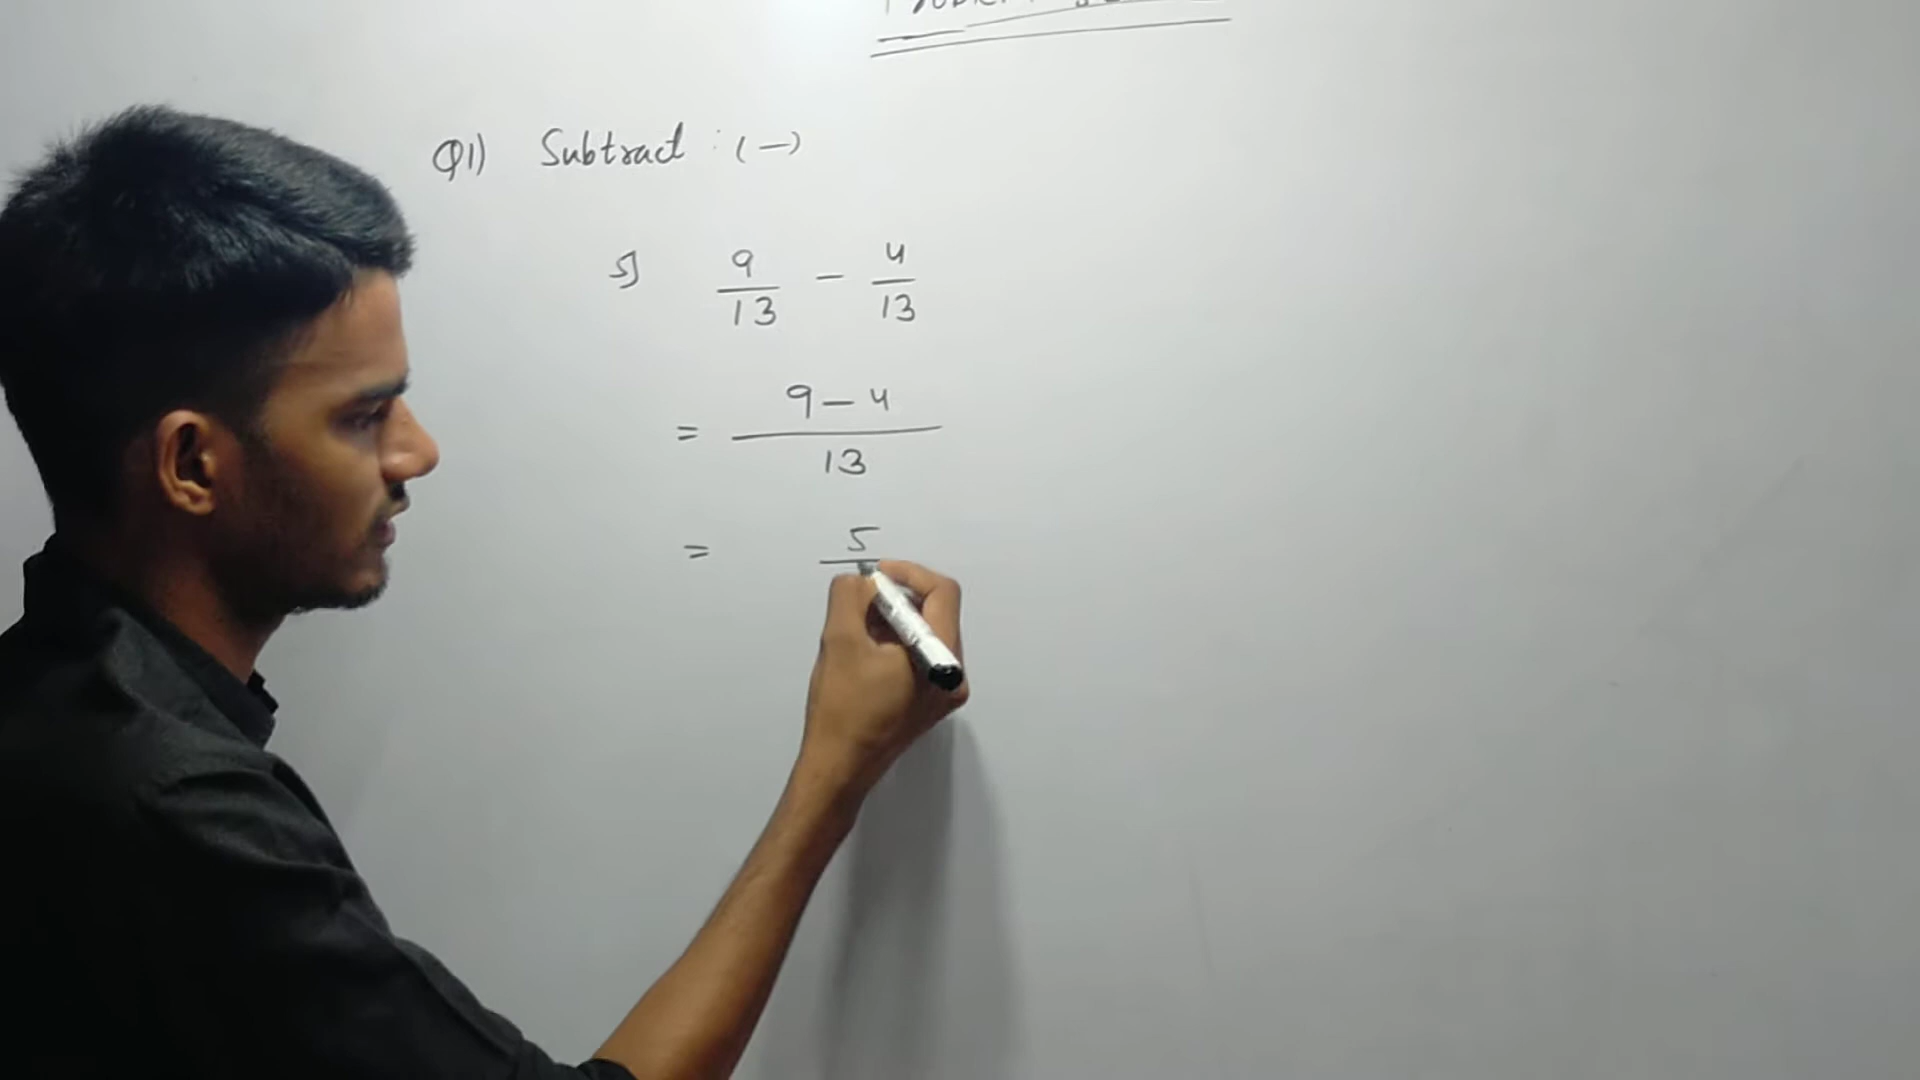 Q1) Subtract : (-)
5] 9/13 - 4/13
= 9-4/13
= 5/